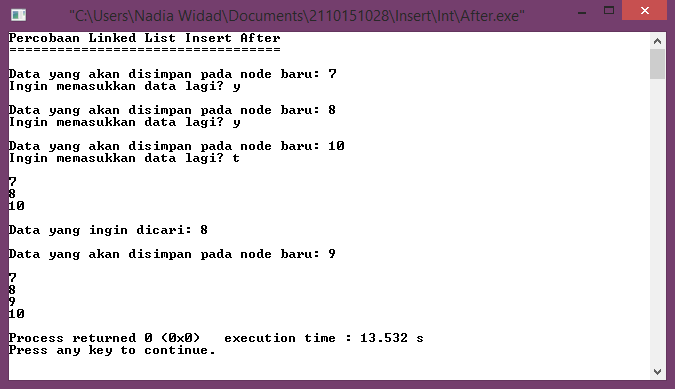 "C:\Users\Nadia Widad\Documents\2110151028\Insert\Int\After.exe"
Percobaan Linked List Insert After
==================================
Data yang akan disimpan pada node baru: 7
Ingin memasukkan data lagi? y
Data yang akan disimpan pada node baru: 8
Ingin memasukkan data lagi? y
Data yang akan disimpan pada node baru: 10
Ingin memasukkan data lagi? t
7
8
10
Data yang ingin dicari: 8
Data yang akan disimpan pada node baru: 9
7
8
9
10
Process returned 0 (0x0)   execution time : 13.532 s
Press any key to continue.